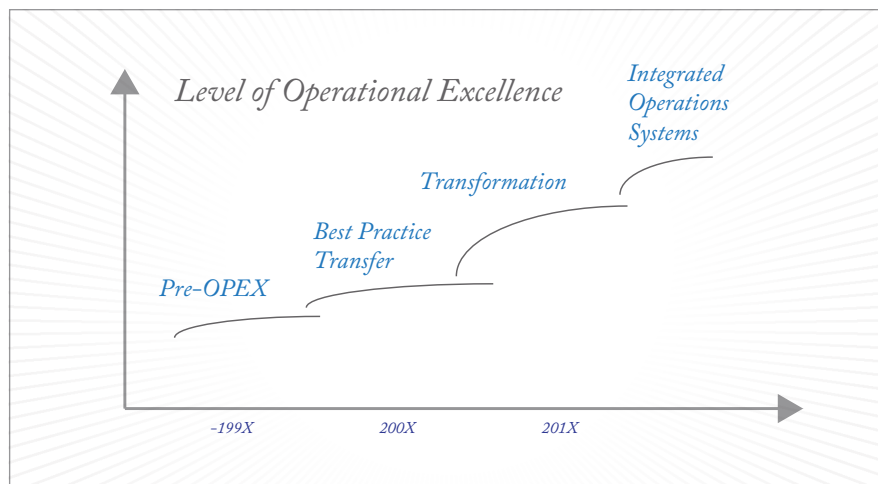 Level of Operational Excellence
Integrated
Operations
Systems
Transformation
Best Practice
Transfer
Pre-OPEX
-199X
200X
201X